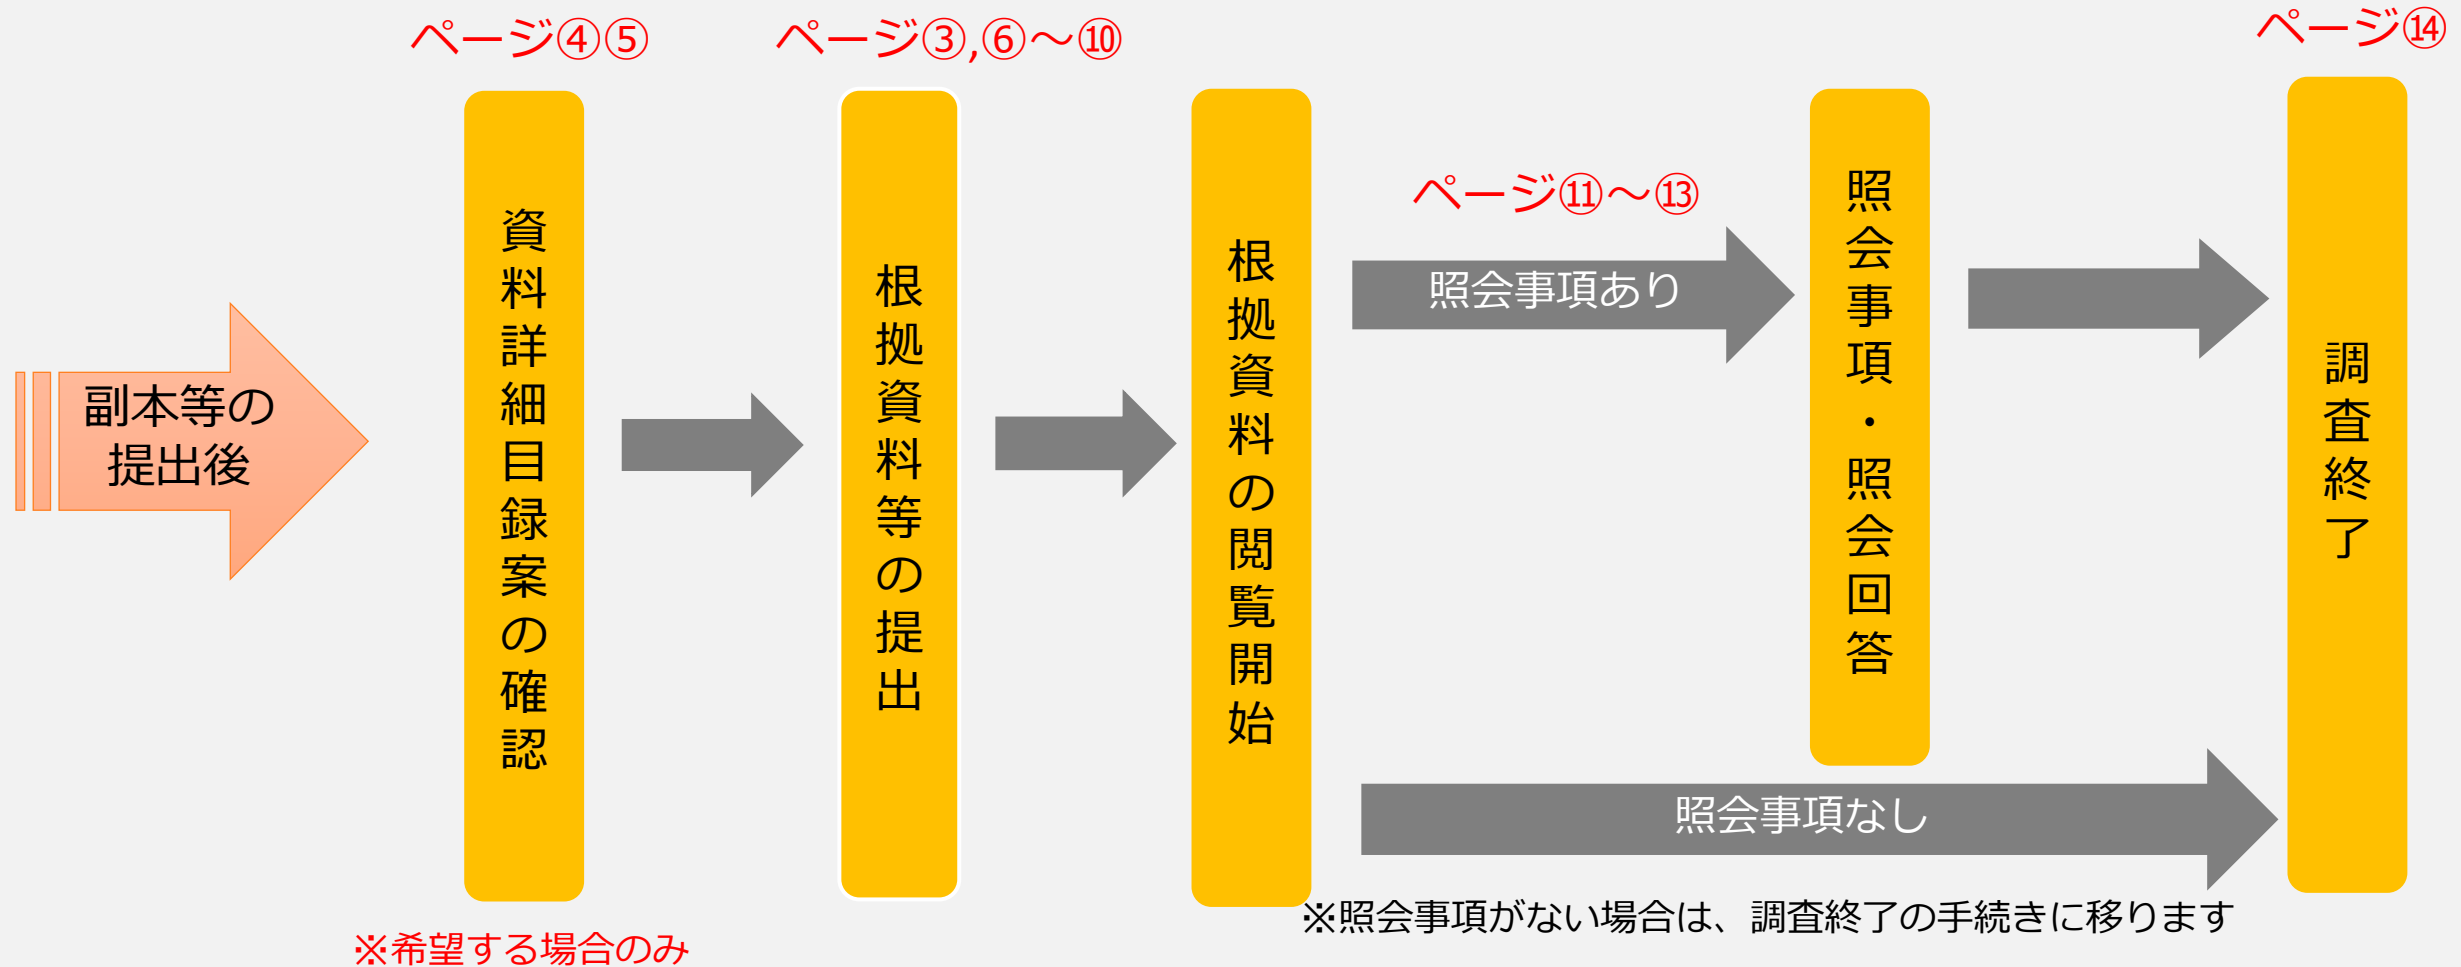 副本等の
提出後
ページ④⑤
資料詳細目録案の確認
※希望する場合のみ
ページ③,⑥～⑩
根拠資料等の提出
根拠資料の閲覧開始
ページ⑪～⑬
照会事項あり
照会事項・照会回答
照会事項なし
※照会事項がない場合は、調査終了の手続きに移ります
ページ⑭
調査終了